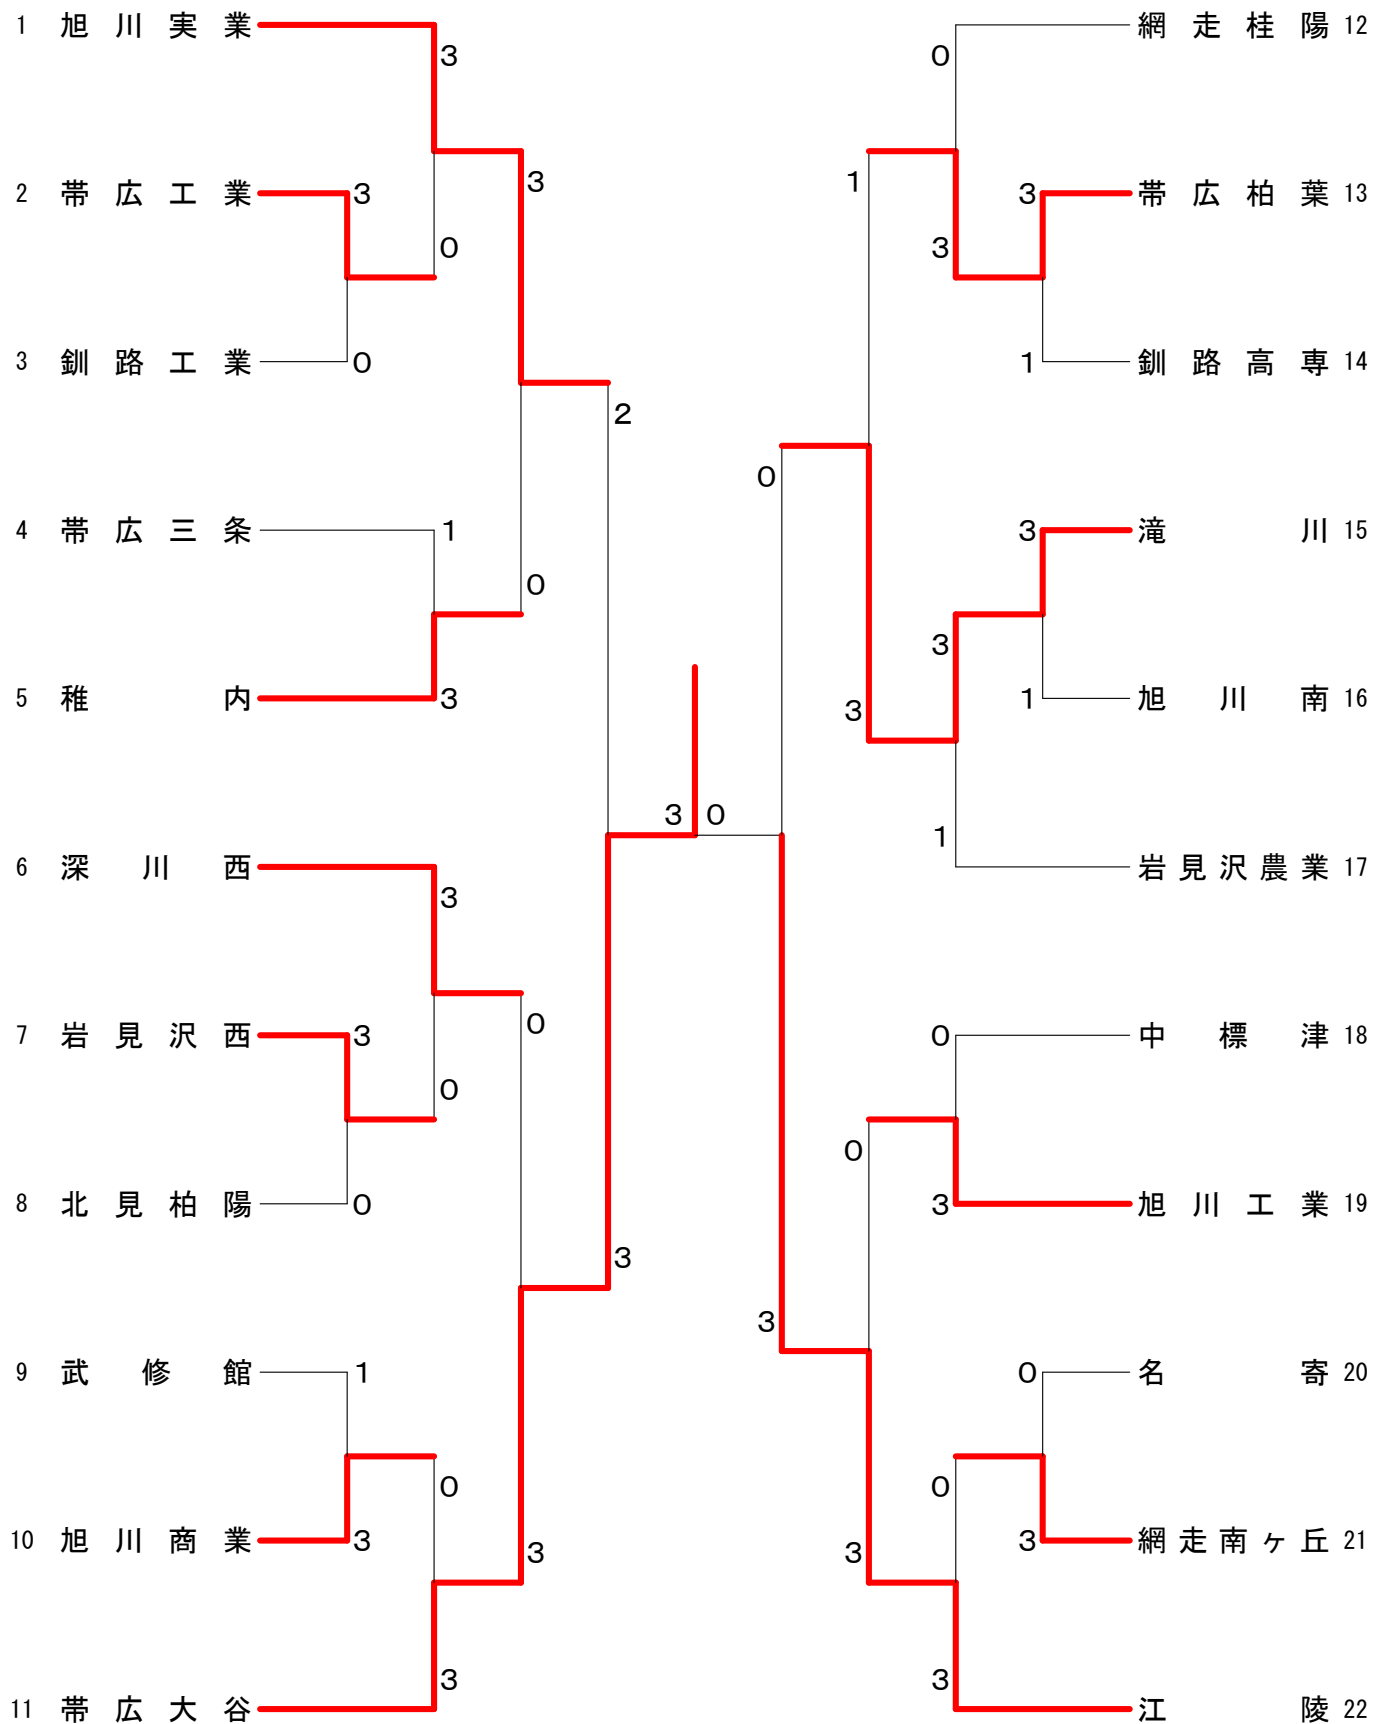 1 旭川実業
3
2 帯広工業
3
0
3 釧路工業
0
3
4 帯広三条
1
5 稚内
3
0
2
6 深川西
3
7 岩見沢西
3
0
8 北見柏陽
0
0
9 武修館
1
10 旭川商業
3
0
11 帯広大谷
3
3
3
3 0
網走桂陽 12
0
帯広柏葉 13
3
3
釧路高専 14
1
1
滝川 15
3
旭川南 16
1
3
岩見沢農業 17
1
3
0
中標津 18
0
旭川工業 19
3
0
名寄 20
0
網走南ヶ丘 21
3
0
江陵 22
3
3
3